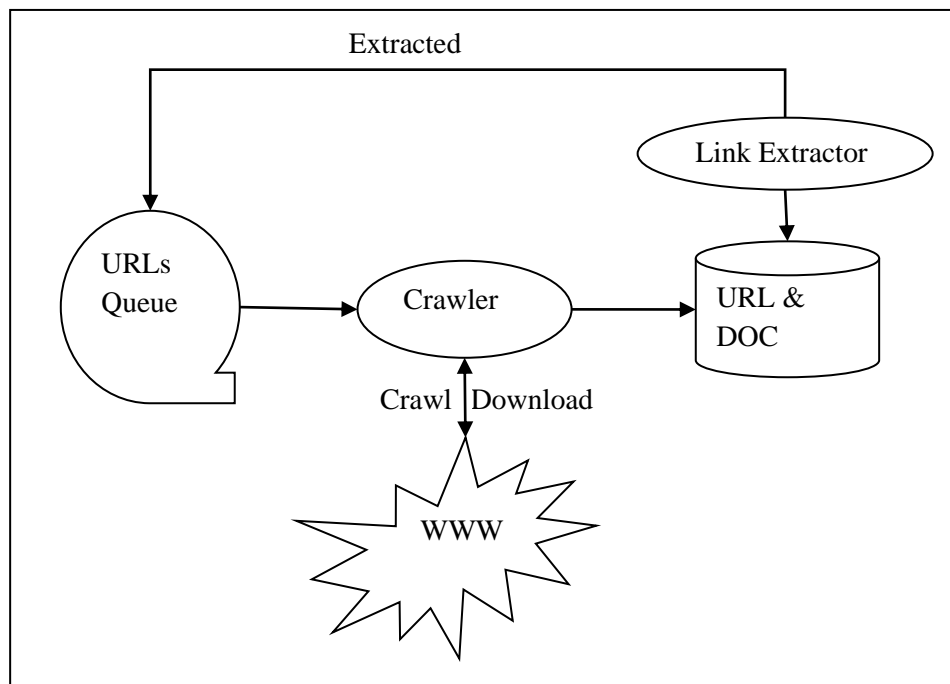 Extracted
Link Extractor
URLs
Queue
Crawler
URL &
DOC
Crawl Download
WWW